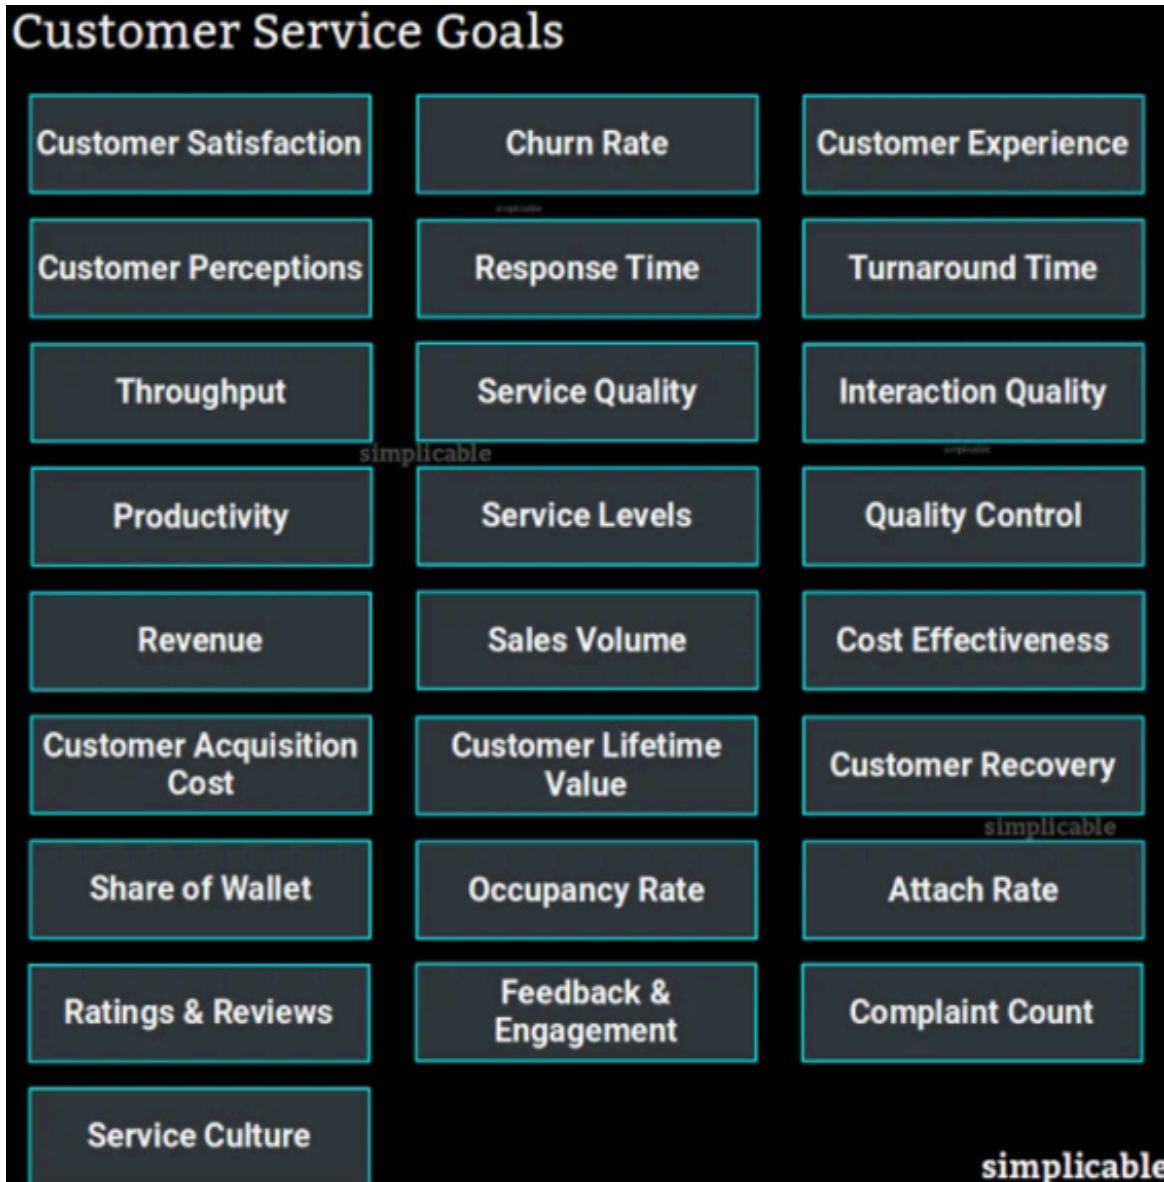 Customer Service Goals
Customer Satisfaction
Churn Rate
Customer Experience
simplicable
Customer Perceptions
Response Time
Turnaround Time
Throughput
Service Quality
Interaction Quality
simplicable
simplicable
Productivity
Service Levels
Quality Control
Revenue
Sales Volume
Cost Effectiveness
Customer Acquisition
Cost
Customer Lifetime
Value
Customer Recovery
simplicable
Share of Wallet
Occupancy Rate
Attach Rate
Ratings & Reviews
Feedback &
Engagement
Complaint Count
Service Culture
simplicable